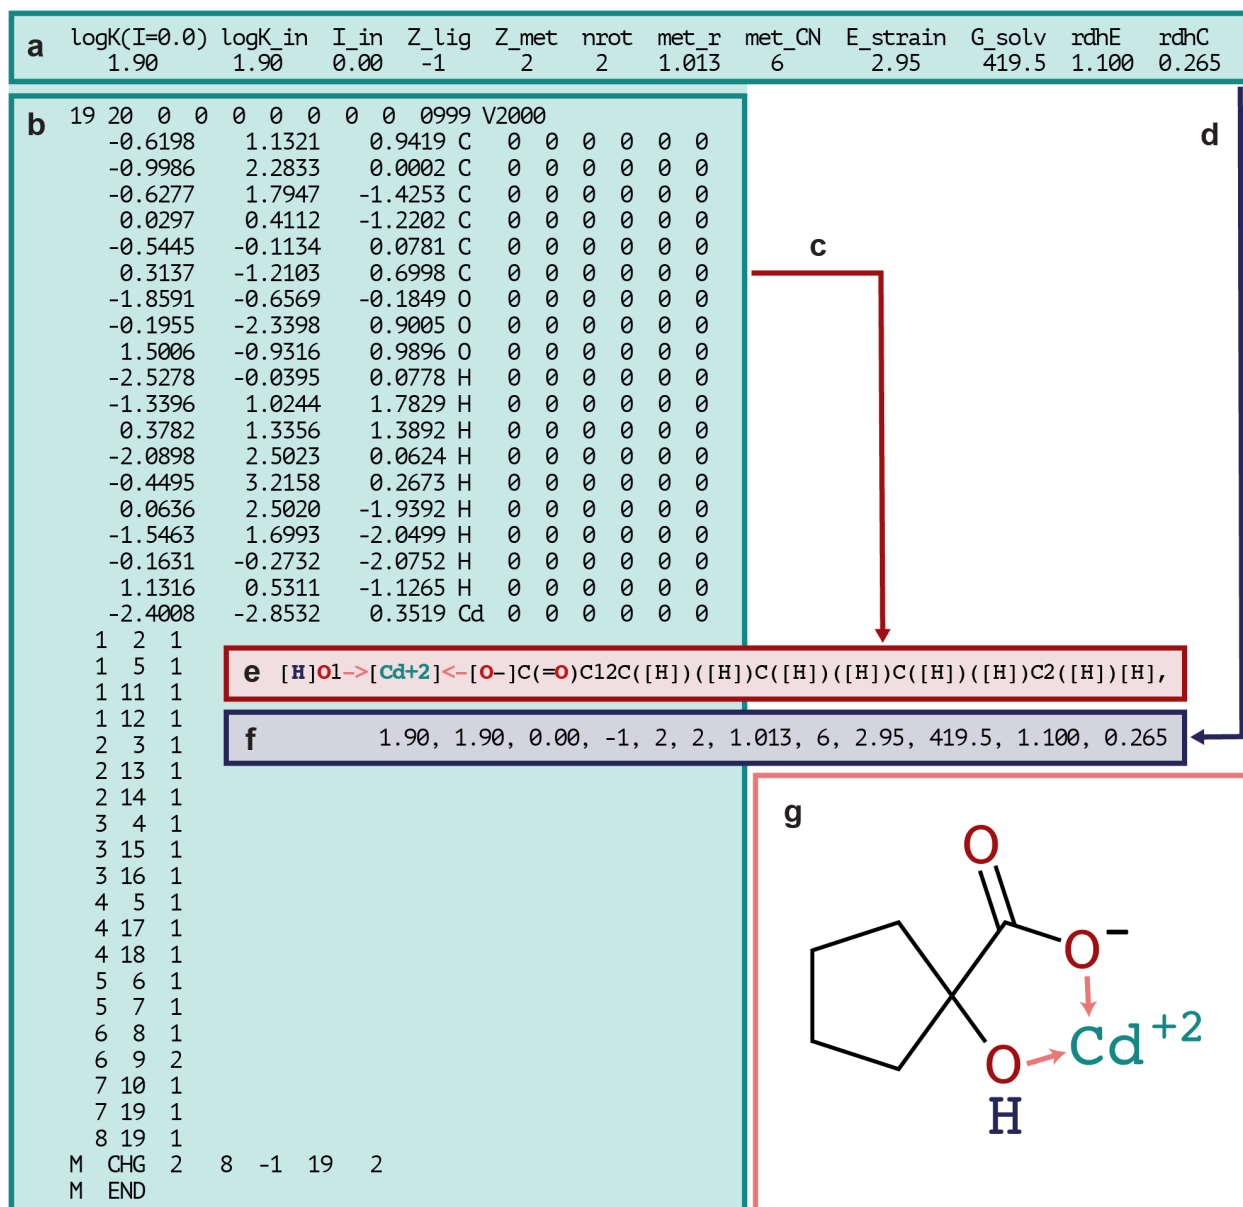 a logK(I=0.0) logK_in I_in Z_lig Z_met nrot met_r met_CN E_strain G_solv rdhE rdhC
1.90 1.90 0.00 -1 2 2 1.013 6 2.95 419.5 1.100 0.265
b 19 20 0 0 0 0 0 0 0 0999 V2000
d
-0.6198 1.1321 0.9419 C 0 0 0 0 0 0
-0.9986 2.2833 0.0002 C 0 0 0 0 0 0
-0.6277 1.7947 -1.4253 C 0 0 0 0 0 0
0.0297 0.4112 -1.2202 C 0 0 0 0 0 0
-0.5445 -0.1134 0.0781 C 0 0 0 0 0 0
c
0.3137 -1.2103 0.6998 C 0 0 0 0 0 0
-1.8591 -0.6569 -0.1849 O 0 0 0 0 0 0
-0.1955 -2.3398 0.9005 O 0 0 0 0 0 0
1.5006 -0.9316 0.9896 O 0 0 0 0 0 0
-2.5278 -0.0395 0.0778 H 0 0 0 0 0 0
-1.3396 1.0244 1.7829 H 0 0 0 0 0 0
0.3782 1.3356 1.3892 H 0 0 0 0 0 0
-2.0898 2.5023 0.0624 H 0 0 0 0 0 0
-0.4495 3.2158 0.2673 H 0 0 0 0 0 0
0.0636 2.5020 -1.9392 H 0 0 0 0 0 0
-1.5463 1.6993 -2.0499 H 0 0 0 0 0 0
-0.1631 -0.2732 -2.0752 H 0 0 0 0 0 0
1.1316 0.5311 -1.1265 H 0 0 0 0 0 0
-2.4008 -2.8532 0.3519 Cd 0 0 0 0 0 0
1 2 1
1 5 1
1 11 1
1 12 1
2 3 1
2 13 1
2 14 1
3 4 1
3 15 1
3 16 1
4 5 1
4 17 1
4 18 1
5 6 1
5 7 1
6 8 1
6 9 2
7 10 1
7 19 1
8 19 1
M CHG 2 8 -1 19 2
M END
e [H]O1->[Cd+2]<-[O-]C(=O)C12C([H])([H])C([H])([H])C([H])([H])C2([H])[H],
f 1.90, 1.90, 0.00, -1, 2, 2, 1.013, 6, 2.95, 419.5, 1.100, 0.265
g
O
O−
Cd+2
O
H